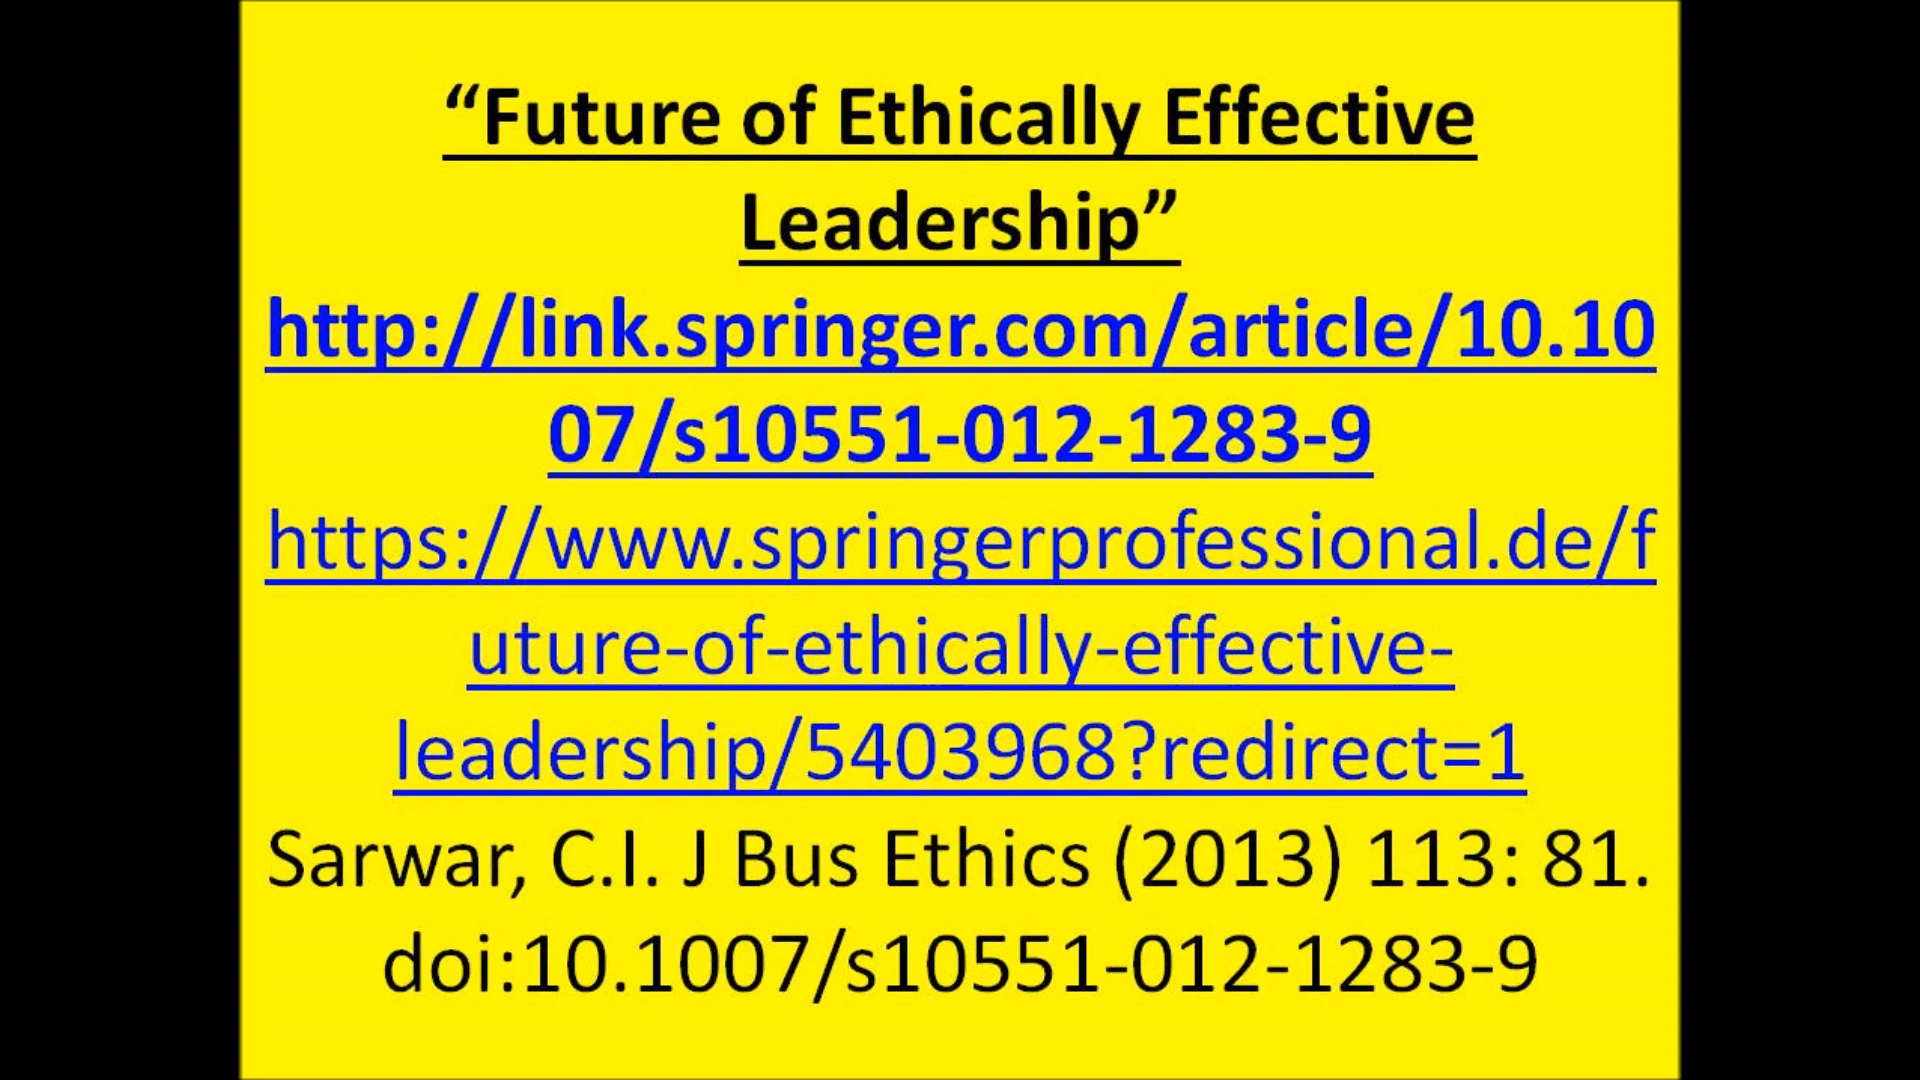 “Future of Ethically Effective
Leadership”
http://link.springer.com/article/10.10
07/s10551-012-1283-9
https://www.springerprofessional.de/f
uture-of-ethically-effective-
leadership/5403968?redirect=1
Sarwar, C.I. J Bus Ethics (2013) 113: 81.
doi:10.1007/s10551-012-1283-9